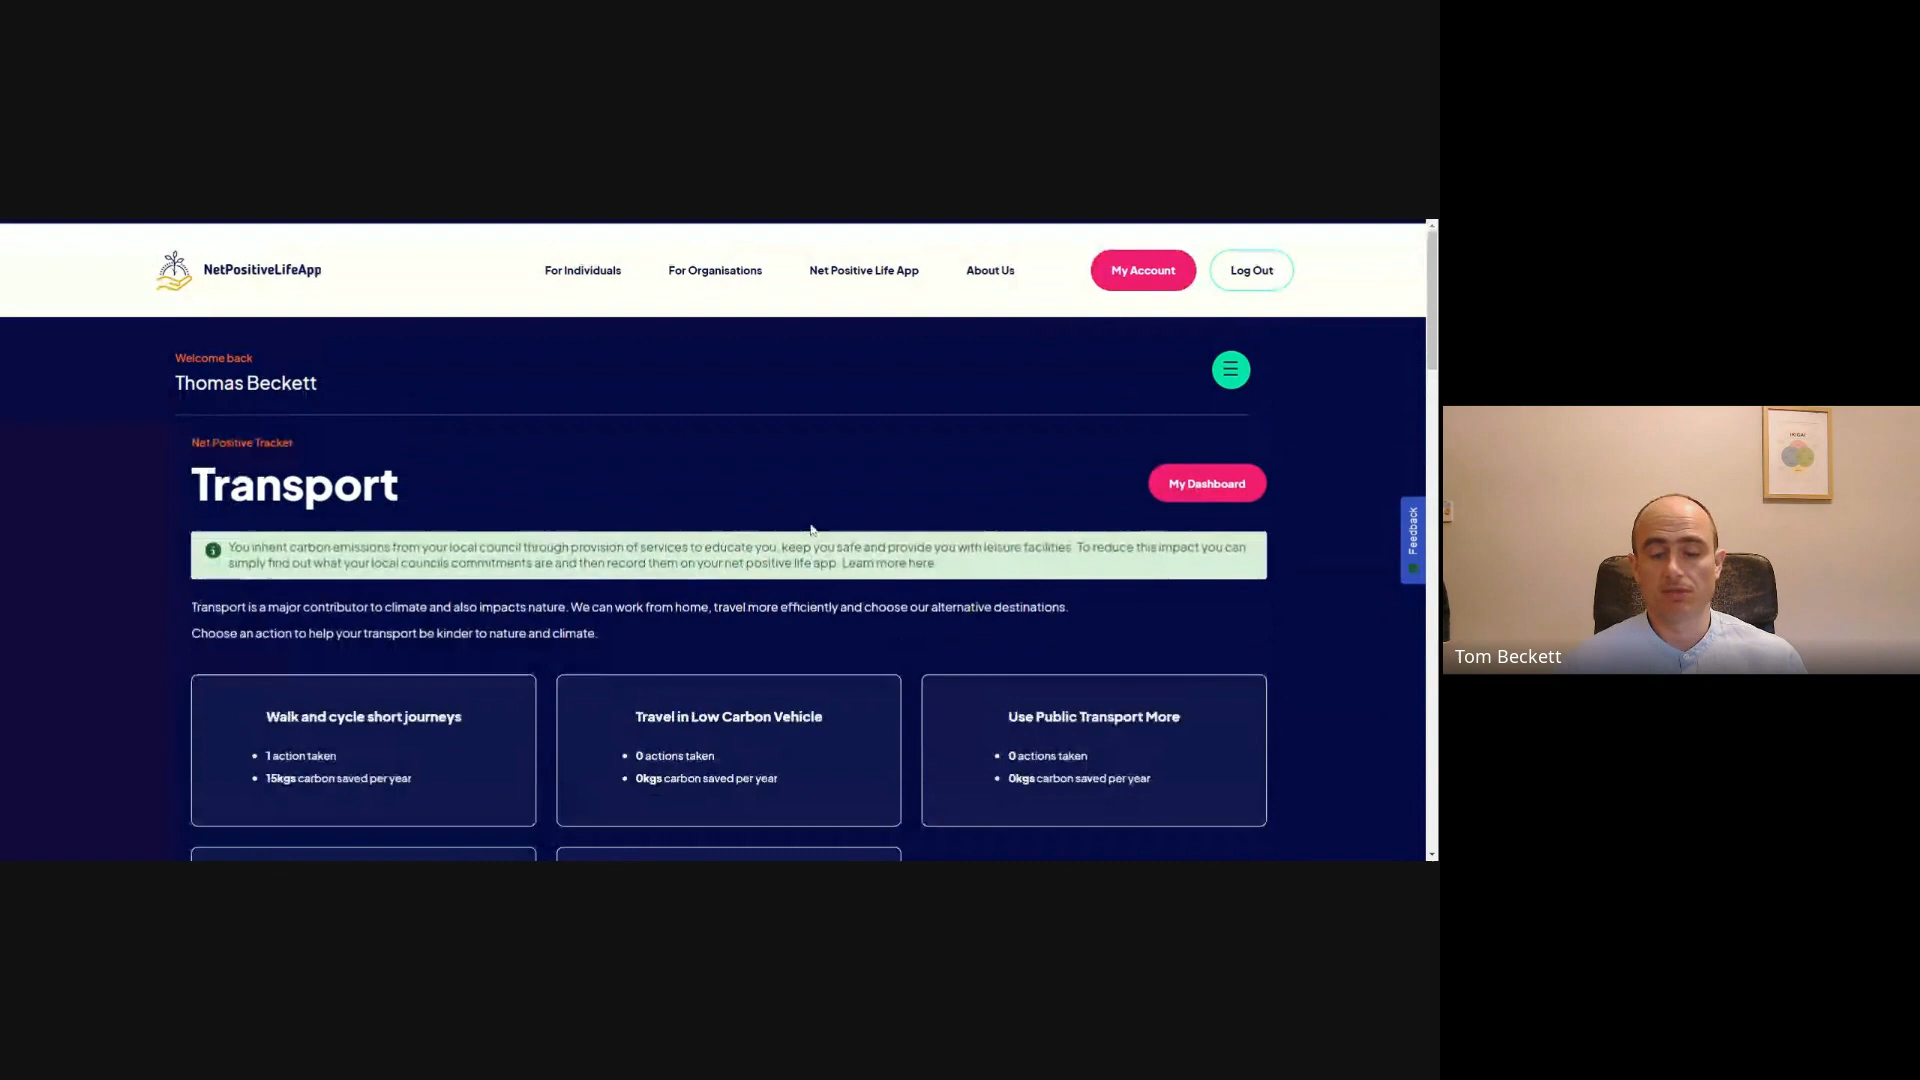 NetPositiveLifeApp
For Individuals
For Organisations
Net Positive Life App
About Us
My Account
Log Out
Welcome back
Thomas Beckett
Net Positive Tracker
Transport
My Dashboard
You inherit carbon emissions from your local council through provision of services to educate you, keep you safe and provide you with leisure facilities. To reduce this impact you can
simply find out what your local councils commitments are and then record them on your net positive life app. Learn more here
Feedback
Transport is a major contributor to climate and also impacts nature. We can work from home, travel more efficiently and choose our alternative destinations.
Choose an action to help your transport be kinder to nature and climate.
Walk and cycle short journeys
1 action taken
15kgs carbon saved per year
Travel in Low Carbon Vehicle
0 actions taken
0kgs carbon saved per year
Use Public Transport More
0 actions taken
0kgs carbon saved per year
IKIGAI
Tom Beckett